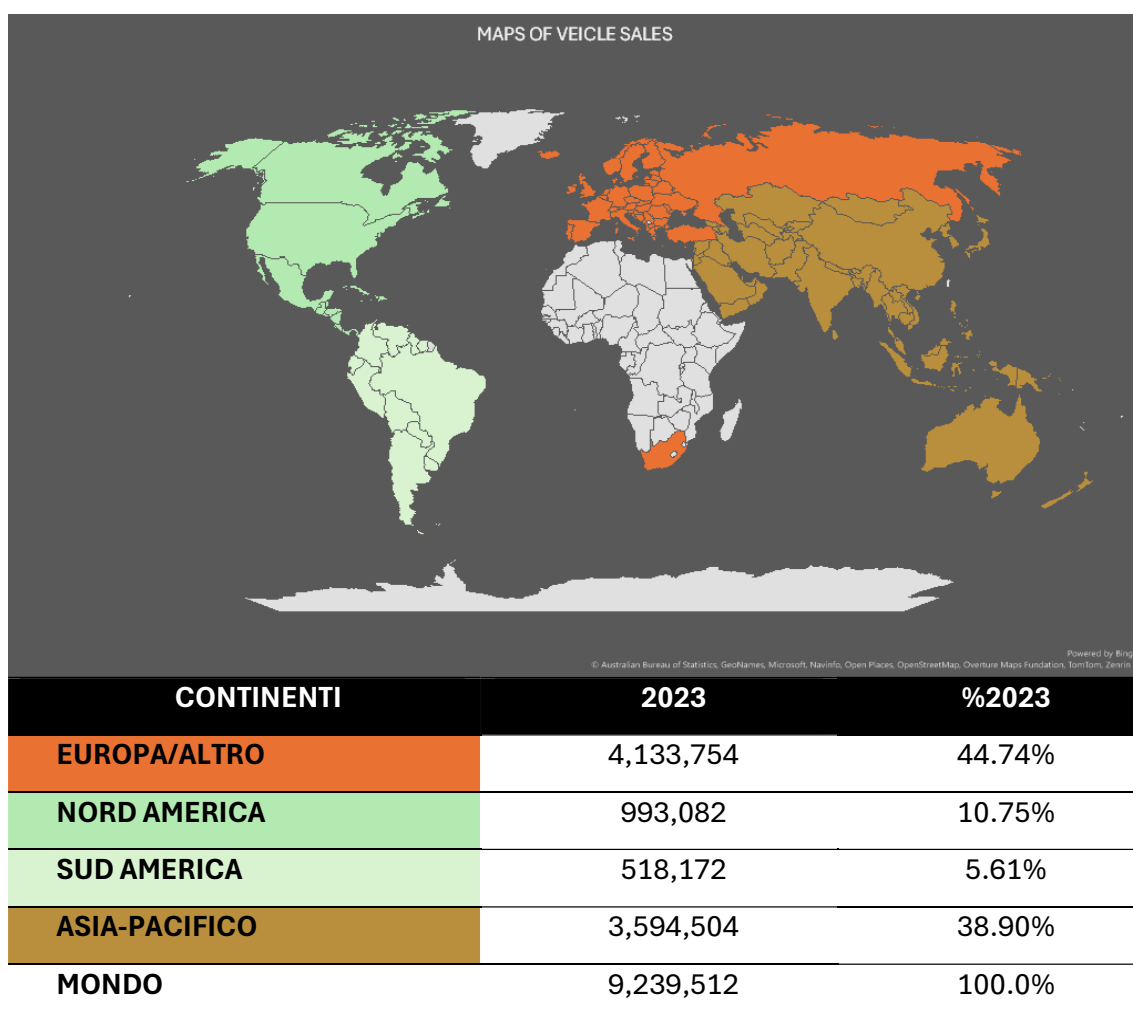 MAPS OF VEICLE SALES
Powered by Bing
© Australian Bureau of Statistics, GeoNames, Microsoft, Navinfo, Open Places, OpenStreetMap, Overture Maps Fundation, TomTom, Zenrin
CONTINENTI 2023 %2023
EUROPA/ALTRO 4,133,754 44.74%
NORD AMERICA 993,082 10.75%
SUD AMERICA 518,172 5.61%
ASIA-PACIFICO 3,594,504 38.90%
MONDO 9,239,512 100.0%